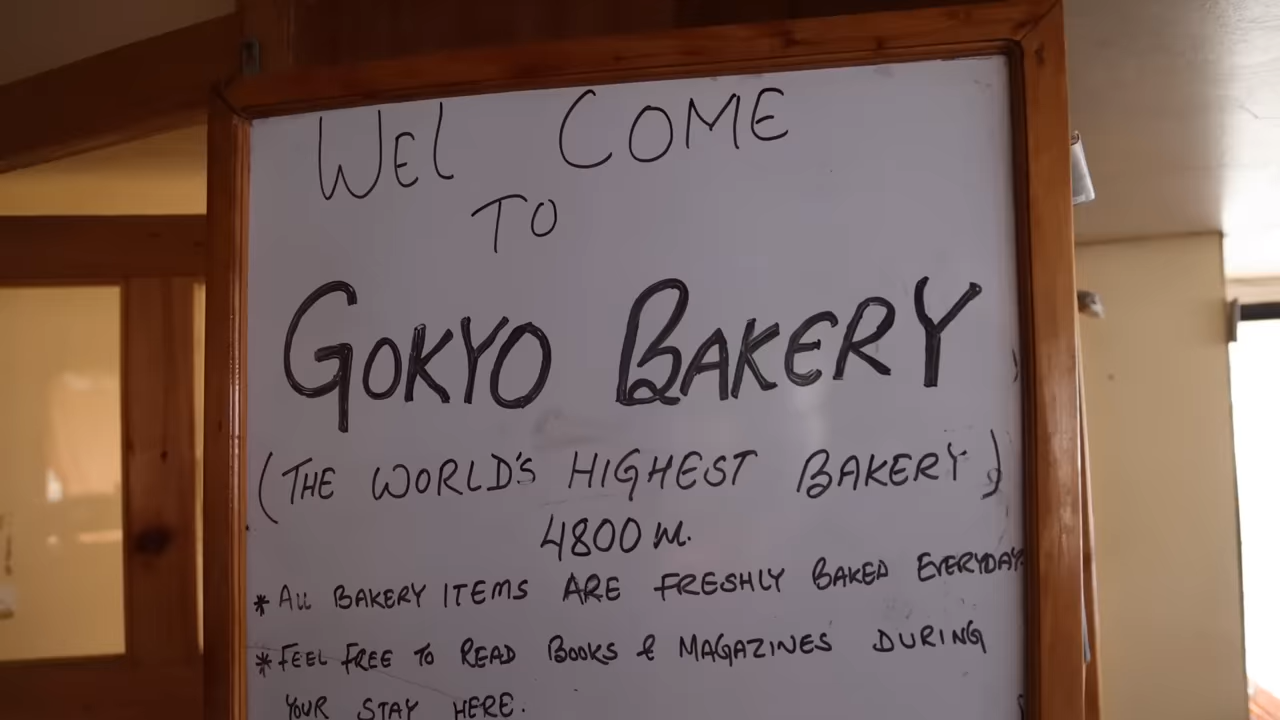 WEL COME
TO
GOKYO BAKERY
(THE WORLD'S HIGHEST BAKERY)
4800 M.
* ALL BAKERY ITEMS ARE FRESHLY BAKED EVERYDAY.
* FEEL FREE TO READ BOOKS & MAGAZINES DURING
YOUR STAY HERE.